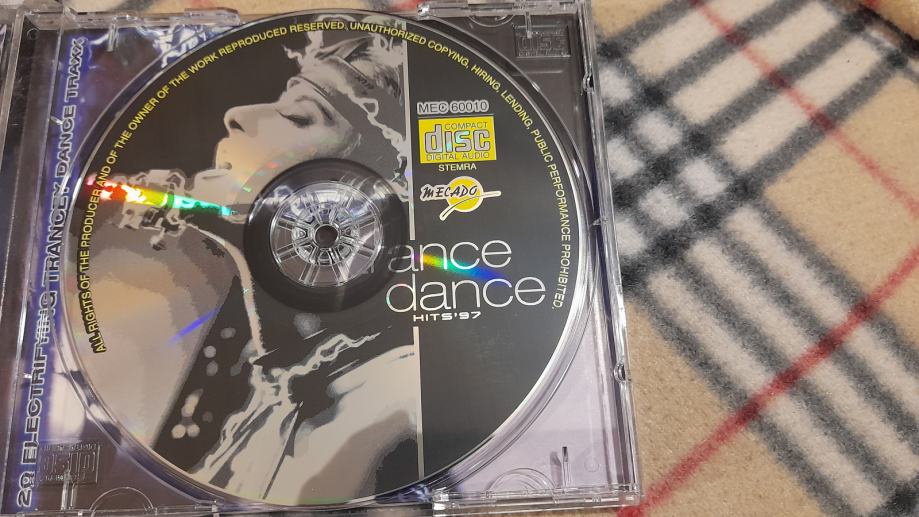 20 ELECTRIFYING TRANCEY DANCE TRAXX
ALL RIGHTS OF THE PRODUCER AND OF THE OWNER OF THE WORK REPRODUCED RESERVED. UNAUTHORIZED COPYING, HIRING, LENDING, PUBLIC PERFORMANCE PROHIBITED.
MEC 60010
COMPACT
disc
DIGITAL AUDIO
STEMRA
MECADO
rance
dance
HITS'97